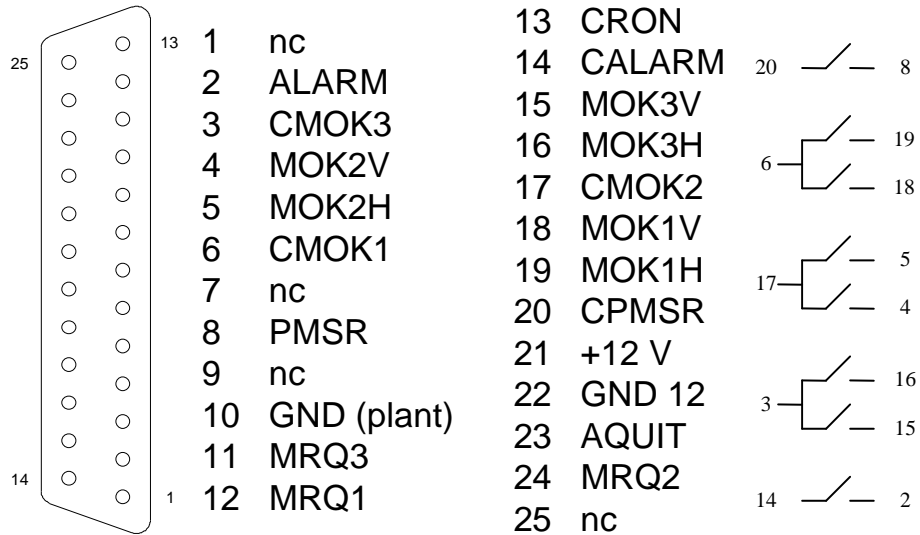 13
25
14
1
1 nc
2 ALARM
3 CMOK3
4 MOK2V
5 MOK2H
6 CMOK1
7 nc
8 PMSR
9 nc
10 GND (plant)
11 MRQ3
12 MRQ1
13 CRON
14 CALARM
15 MOK3V
16 MOK3H
17 CMOK2
18 MOK1V
19 MOK1H
20 CPMSR
21 +12 V
22 GND 12
23 AQUIT
24 MRQ2
25 nc
20 8
19
6
18
5
17
4
16
3
15
14 2